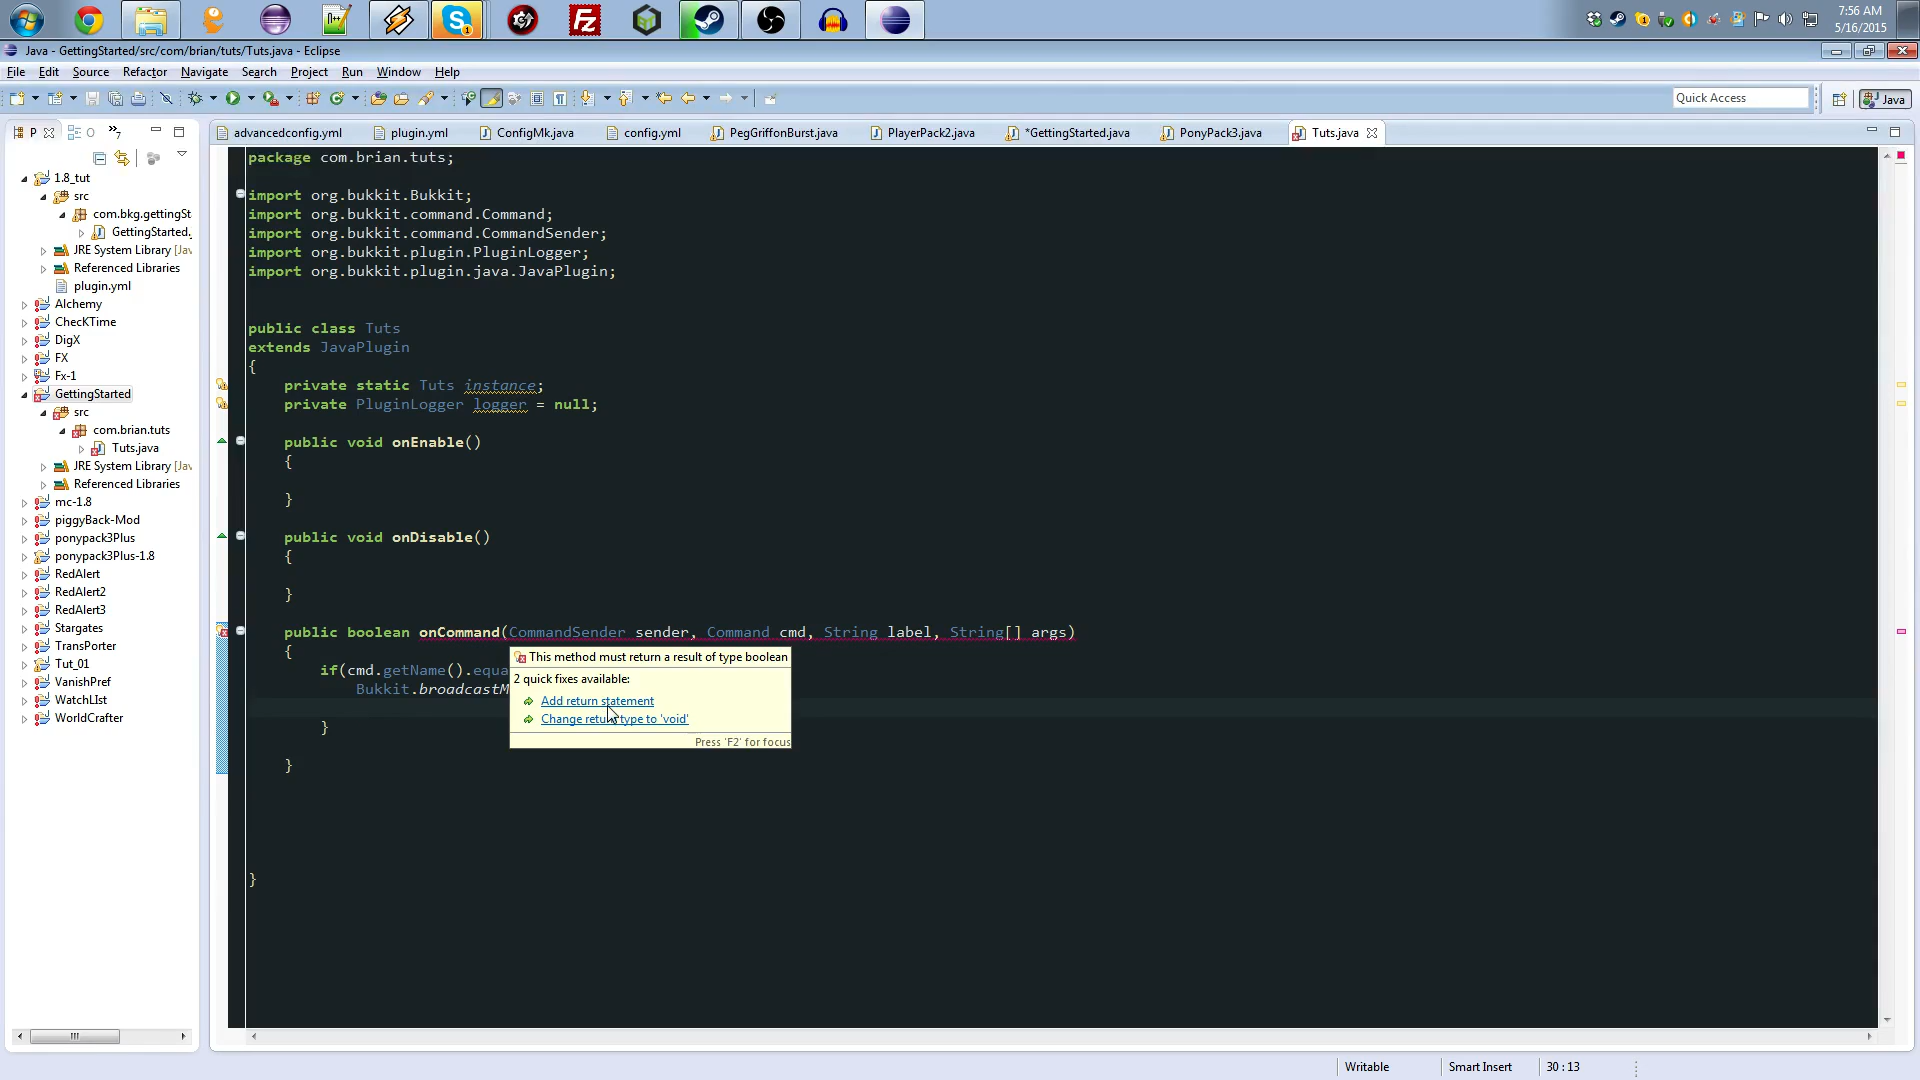 7:56 AM
5/16/2015
Java - GettingStarted/src/com/brian/tuts/Tuts.java - Eclipse
File Edit Source Refactor Navigate Search Project Run Window Help
Quick Access
Java
P
7
advancedconfig.yml plugin.yml ConfigMk.java config.yml PegGriffonBurst.java PlayerPack2.java *GettingStarted.java PonyPack3.java Tuts.java
1.8_tut
src
com.bkg.gettingSt
GettingStarted.
JRE System Library [Jav
Referenced Libraries
plugin.yml
Alchemy
ChecKTime
DigX
FX
Fx-1
GettingStarted
src
com.brian.tuts
Tuts.java
JRE System Library [Jav
Referenced Libraries
mc-1.8
piggyBack-Mod
ponypack3Plus
ponypack3Plus-1.8
RedAlert
RedAlert2
RedAlert3
Stargates
TransPorter
Tut_01
VanishPref
WatchLIst
WorldCrafter
package com.brian.tuts;
import org.bukkit.Bukkit;
import org.bukkit.command.Command;
import org.bukkit.command.CommandSender;
import org.bukkit.plugin.PluginLogger;
import org.bukkit.plugin.java.JavaPlugin;
public class Tuts
extends JavaPlugin
{
private static Tuts instance;
private PluginLogger logger = null;
public void onEnable()
{
}
public void onDisable()
{
}
public boolean onCommand(CommandSender sender, Command cmd, String label, String[] args)
{
if(cmd.getName().equa
Bukkit.broadcastM
}
}
}
This method must return a result of type boolean
2 quick fixes available:
Add return statement
Change return type to 'void'
Press 'F2' for focus
Writable Smart Insert 30 : 13